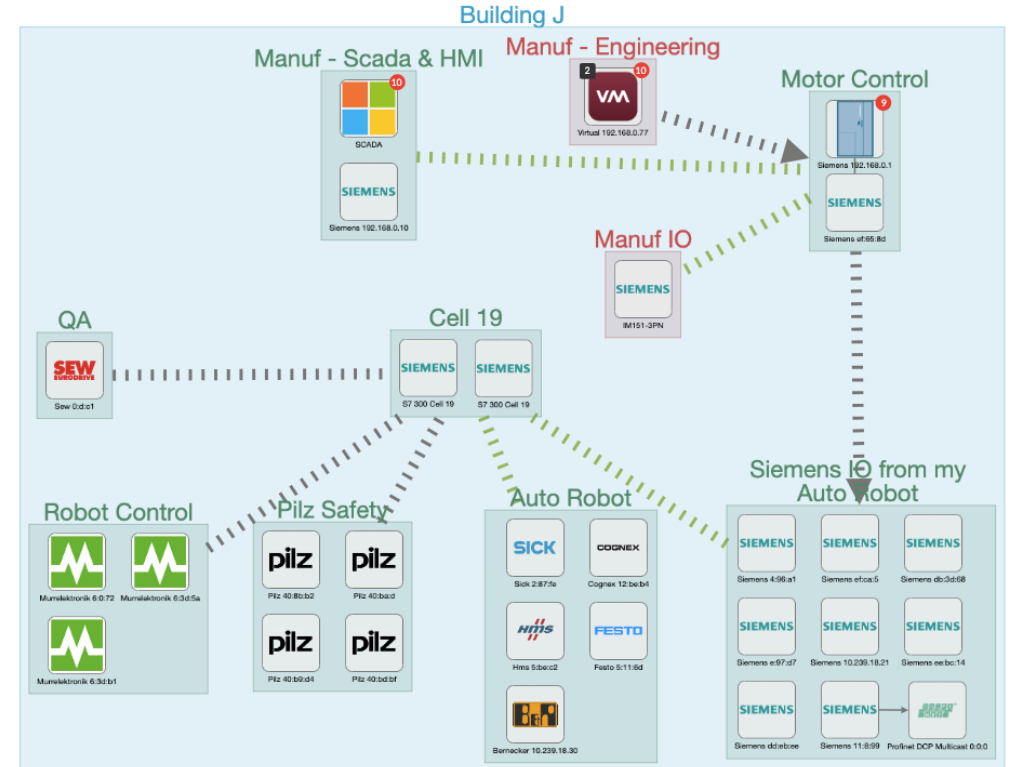 Building J
Manuf - Scada & HMI
Manuf - Engineering
Motor Control
10
SCADA
SIEMENS
Siemens 192.168.0.10
2
10
vm
Virtual 192.168.0.77
9
Siemens 192.168.0.1
SIEMENS
Siemens ef:65:8d
Manuf IO
SIEMENS
IM151-3PN
QA
SEW
EURODRIVE
Sew 0:d:c1
Cell 19
SIEMENS SIEMENS
S7 300 Cell 19 S7 300 Cell 19
Robot Control
Murrelektronik 6:0:72 Murrelektronik 6:3d:5a
Murrelektronik 6:3d:b1
Pilz Safety
pilz pilz
Pilz 40:8b:b2 Pilz 40:ba:d
pilz pilz
Pilz 40:b9:d4 Pilz 40:bd:bf
Auto Robot
SICK COGNEX
Sick 2:87:fe Cognex 12:be:b4
HMS FESTO
Hms 5:be:c2 Festo 5:11:6d
B&R
Bernecker 10.239.18.30
Siemens IO from my
Auto Robot
SIEMENS SIEMENS SIEMENS
Siemens 4:96:a1 Siemens ef:ca:5 Siemens db:3d:68
SIEMENS SIEMENS SIEMENS
Siemens e:97:d7 Siemens 10.239.18.21 Siemens ee:bc:14
SIEMENS SIEMENS
Siemens dd:eb:ee Siemens 11:8:99 Profinet DCP Multicast 0:0:0